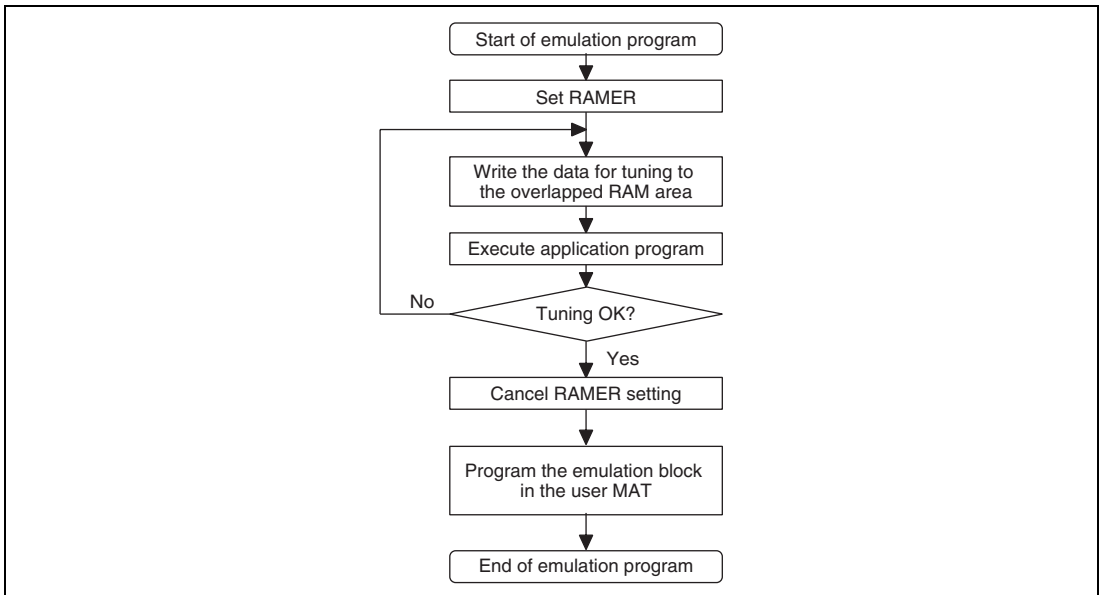 Start of emulation program
Set RAMER
Write the data for tuning to
the overlapped RAM area
Execute application program
No
Tuning OK?
Yes
Cancel RAMER setting
Program the emulation block
in the user MAT
End of emulation program